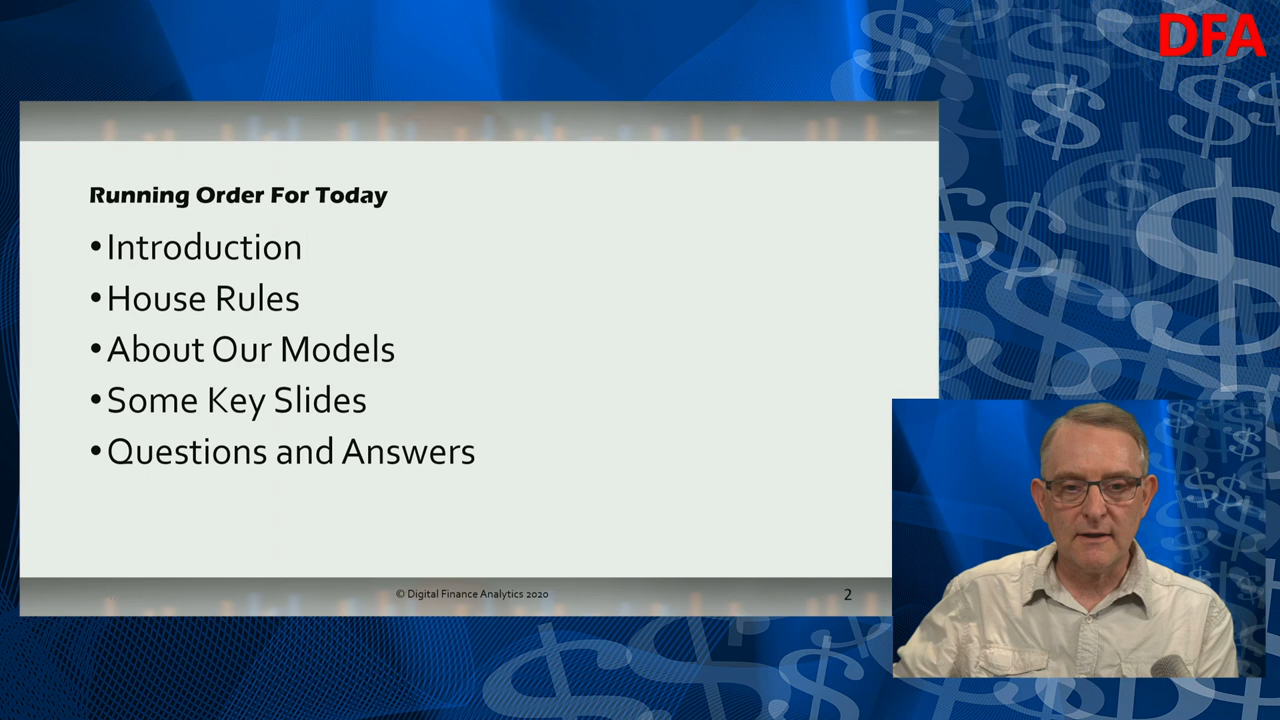 DFA
Running Order For Today
•Introduction
•House Rules
•About Our Models
•Some Key Slides
•Questions and Answers
© Digital Finance Analytics 2020
2